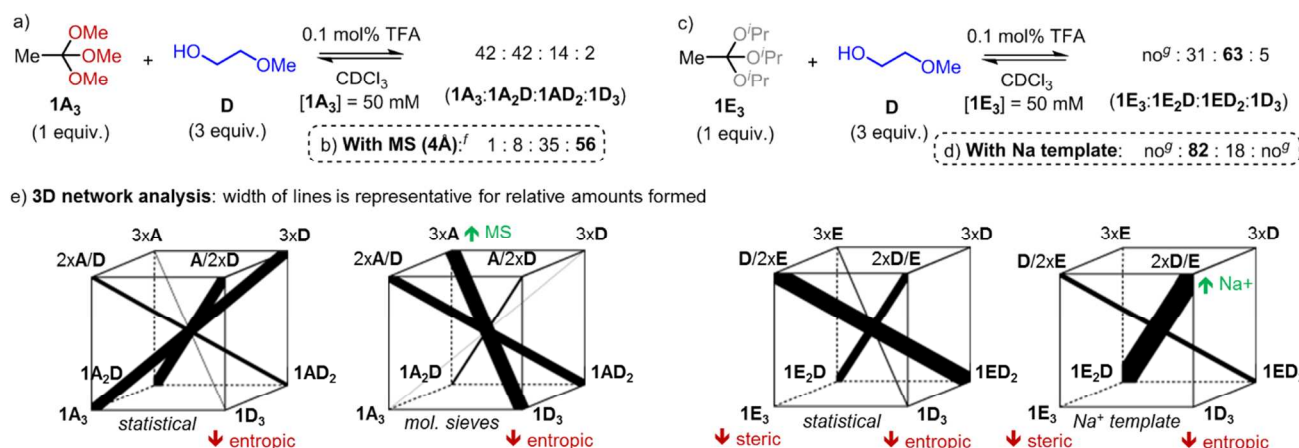 a)
OMe
Me
OMe
OMe
1A₃
(1 equiv.)
+
HO
OMe
D
(3 equiv.)
0.1 mol% TFA
CDCl₃
[1A₃] = 50 mM
42 : 42 : 14 : 2
(1A₃:1A₂D:1AD₂:1D₃)
b) With MS (4Å):ᶠ 1 : 8 : 35 : 56
c)
OⁱPr
Me
OⁱPr
OⁱPr
1E₃
(1 equiv.)
+
HO
OMe
D
(3 equiv.)
0.1 mol% TFA
CDCl₃
[1E₃] = 50 mM
noᵍ : 31 : 63 : 5
(1E₃:1E₂D:1ED₂:1D₃)
d) With Na template: noᵍ : 82 : 18 : noᵍ
e) 3D network analysis: width of lines is representative for relative amounts formed
3xA
3xD
2xA/D
A/2xD
1A₂D
1AD₂
1A₃
statistical
1D₃
entropic
3xA
MS
3xD
2xA/D
A/2xD
1A₂D
1AD₂
1A₃
mol. sieves
1D₃
entropic
3xE
3xD
D/2xE
2xD/E
1E₂D
1ED₂
1E₃
statistical
1D₃
steric
entropic
3xE
3xD
D/2xE
2xD/E
Na+
1E₂D
1ED₂
1E₃
Na⁺ template
1D₃
steric
entropic